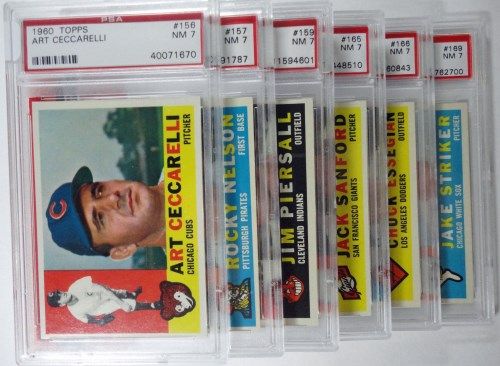 PSA
1960 TOPPS
ART CECCARELLI
#156
NM 7
40071670
#157
NM 7
91787
#159
NM 7
1594601
#165
NM 7
448510
#166
NM 7
60843
#169
NM 7
762700
ART CECCARELLI
CHICAGO CUBS
PITCHER
C
ROCKY NELSON
PITTSBURGH PIRATES
FIRST BASE
JIM PIERSALL
CLEVELAND INDIANS
OUTFIELD
JACK SANFORD
SAN FRANCISCO GIANTS
PITCHER
CHUCK ESSEGIAN
LOS ANGELES DODGERS
OUTFIELD
JAKE STRIKER
CHICAGO WHITE SOX
PITCHER